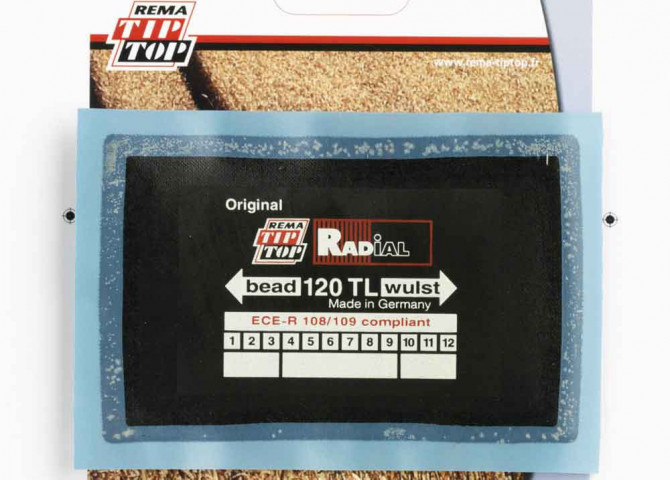 REMA
TIP
TOP
www.rema-tiptop.fr
Original
REMA
TIP
TOP
RADiAL
bead 120 TL wulst
Made in Germany
ECE-R 108/109 compliant
1 2 3 4 5 6 7 8 9 10 11 12